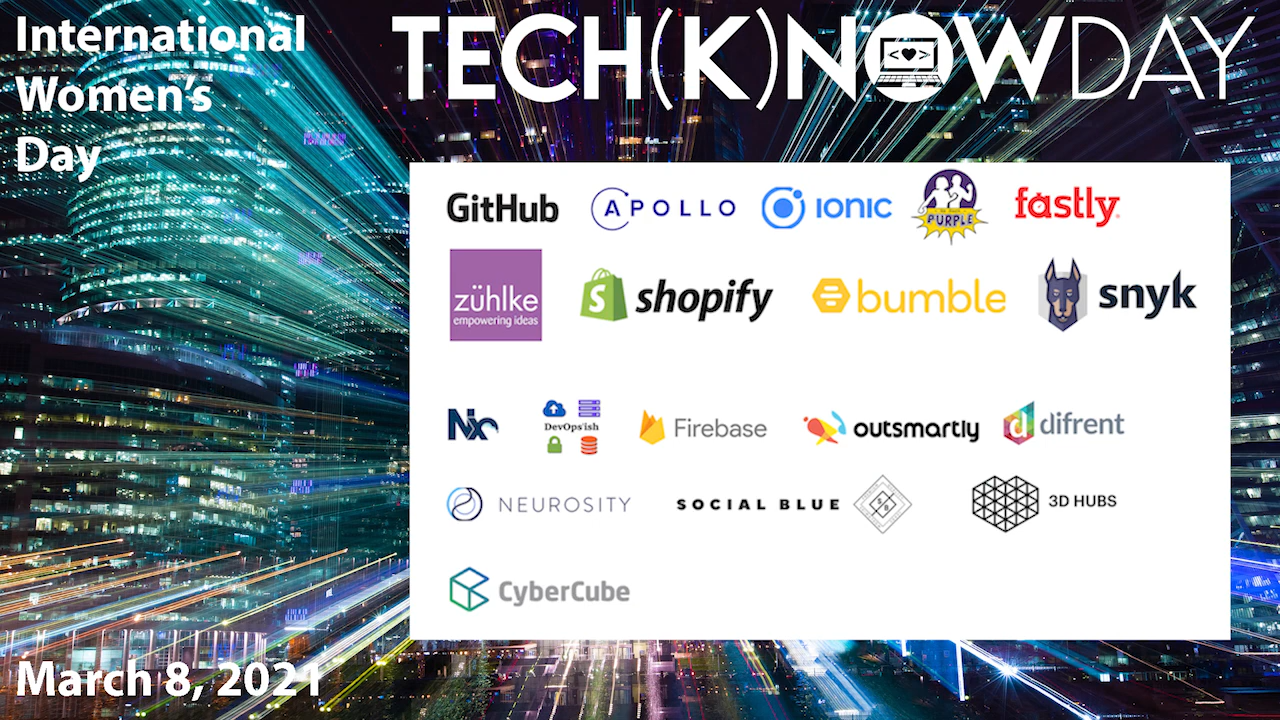 International
Women's
Day
TECH(K)NOWDAY
GitHub
APOLLO
ionic
PURPLE
fastly
zühlke
empowering ideas
shopify
bumble
snyk
Nx
DevOps'ish
Firebase
outsmartly
difrent
NEUROSITY
SOCIAL BLUE
S
B
3D HUBS
CyberCube
March 8, 2021